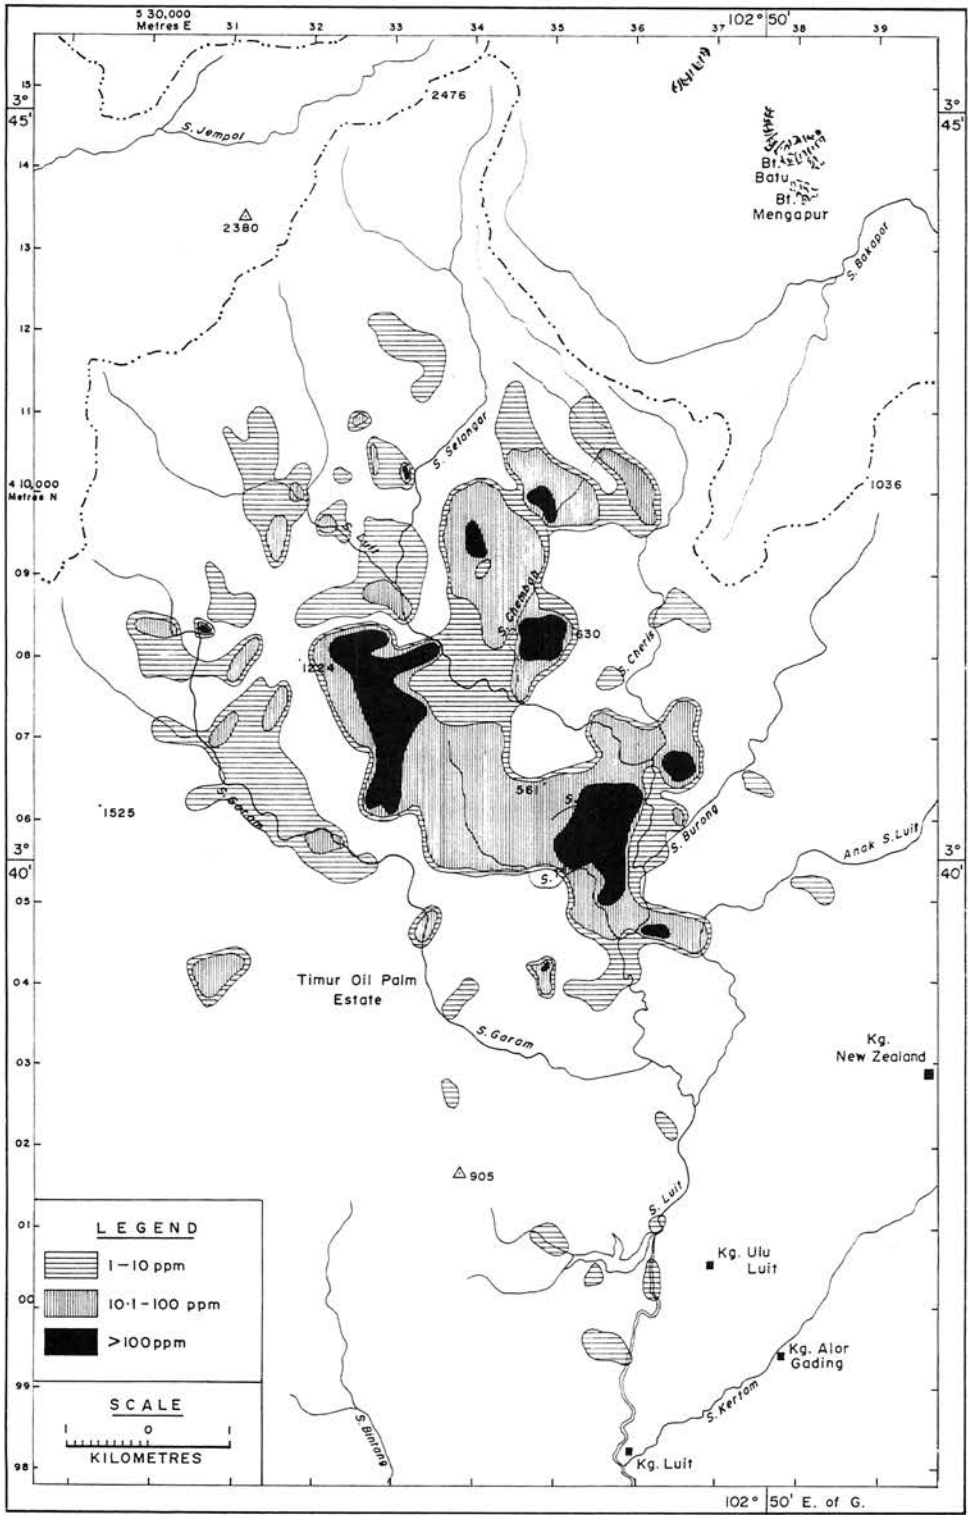 5 30,000
Metres E
31
32
33
34
35
36
37
102° 50'
38
39
15
3°
45'
3°
45'
2476
S. Jempol
14
Bt.
Batu
Bt.
Mengapur
2380
13
S. Bakapor
12
11
S. Selangor
4 10,000
Metres N
1036
S. Luit
09
S. Chemboh
630
S. Cheris
08
1224
07
561
S.
1525
06
S. Garam
S. Burong
Anak S. Luit
3°
40'
3°
40'
05
04
Timur Oil Palm
Estate
S. Garam
03
Kg.
New Zealand
02
905
S. Luit
01
LEGEND
1-10 ppm
Kg. Ulu
Luit
00
10·1-100 ppm
>100 ppm
Kg. Alor
Gading
99
SCALE
1 0 1
KILOMETRES
S. Bintang
S. Kertam
98
Kg. Luit
102° 50' E. of G.